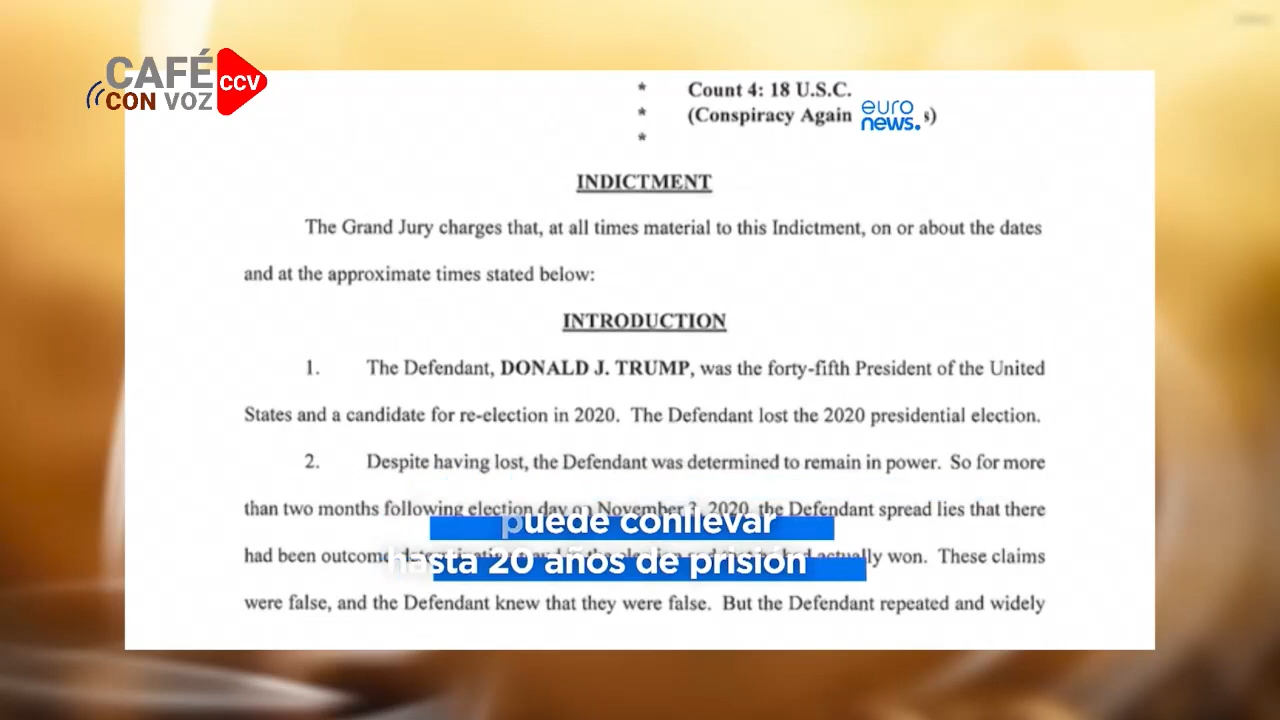 CAFÉ
CON VOZ
CCV
* Count 4: 18 U.S.C.
* (Conspiracy Again s)
*
euro
news.
INDICTMENT
The Grand Jury charges that, at all times material to this Indictment, on or about the dates
and at the approximate times stated below:
INTRODUCTION
1. The Defendant, DONALD J. TRUMP, was the forty-fifth President of the United
States and a candidate for re-election in 2020. The Defendant lost the 2020 presidential election.
2. Despite having lost, the Defendant was determined to remain in power. So for more
than two months following election day on November 3, 2020, the Defendant spread lies that there
puede conllevar
had been outcome actually won. These claims
hasta 20 años de prisión
were false, and the Defendant knew that they were false. But the Defendant repeated and widely